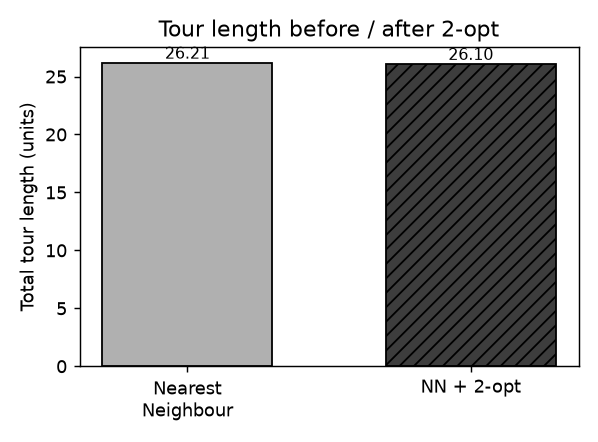 Tour length before / after 2-opt
26.21
26.10
Total tour length (units)
25
20
15
10
5
0
Nearest
Neighbour
NN + 2-opt